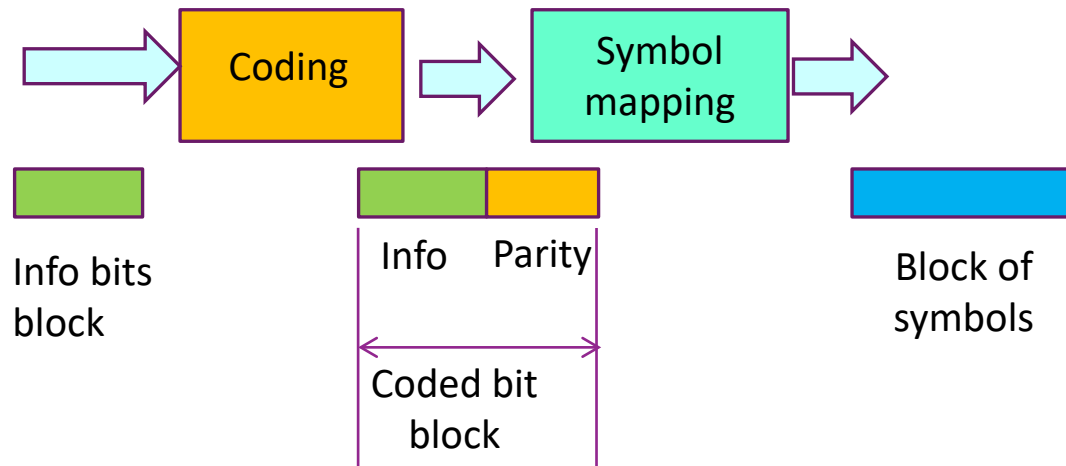 Coding
Symbol
mapping
Info bits
block
Info
Parity
Coded bit
block
Block of
symbols